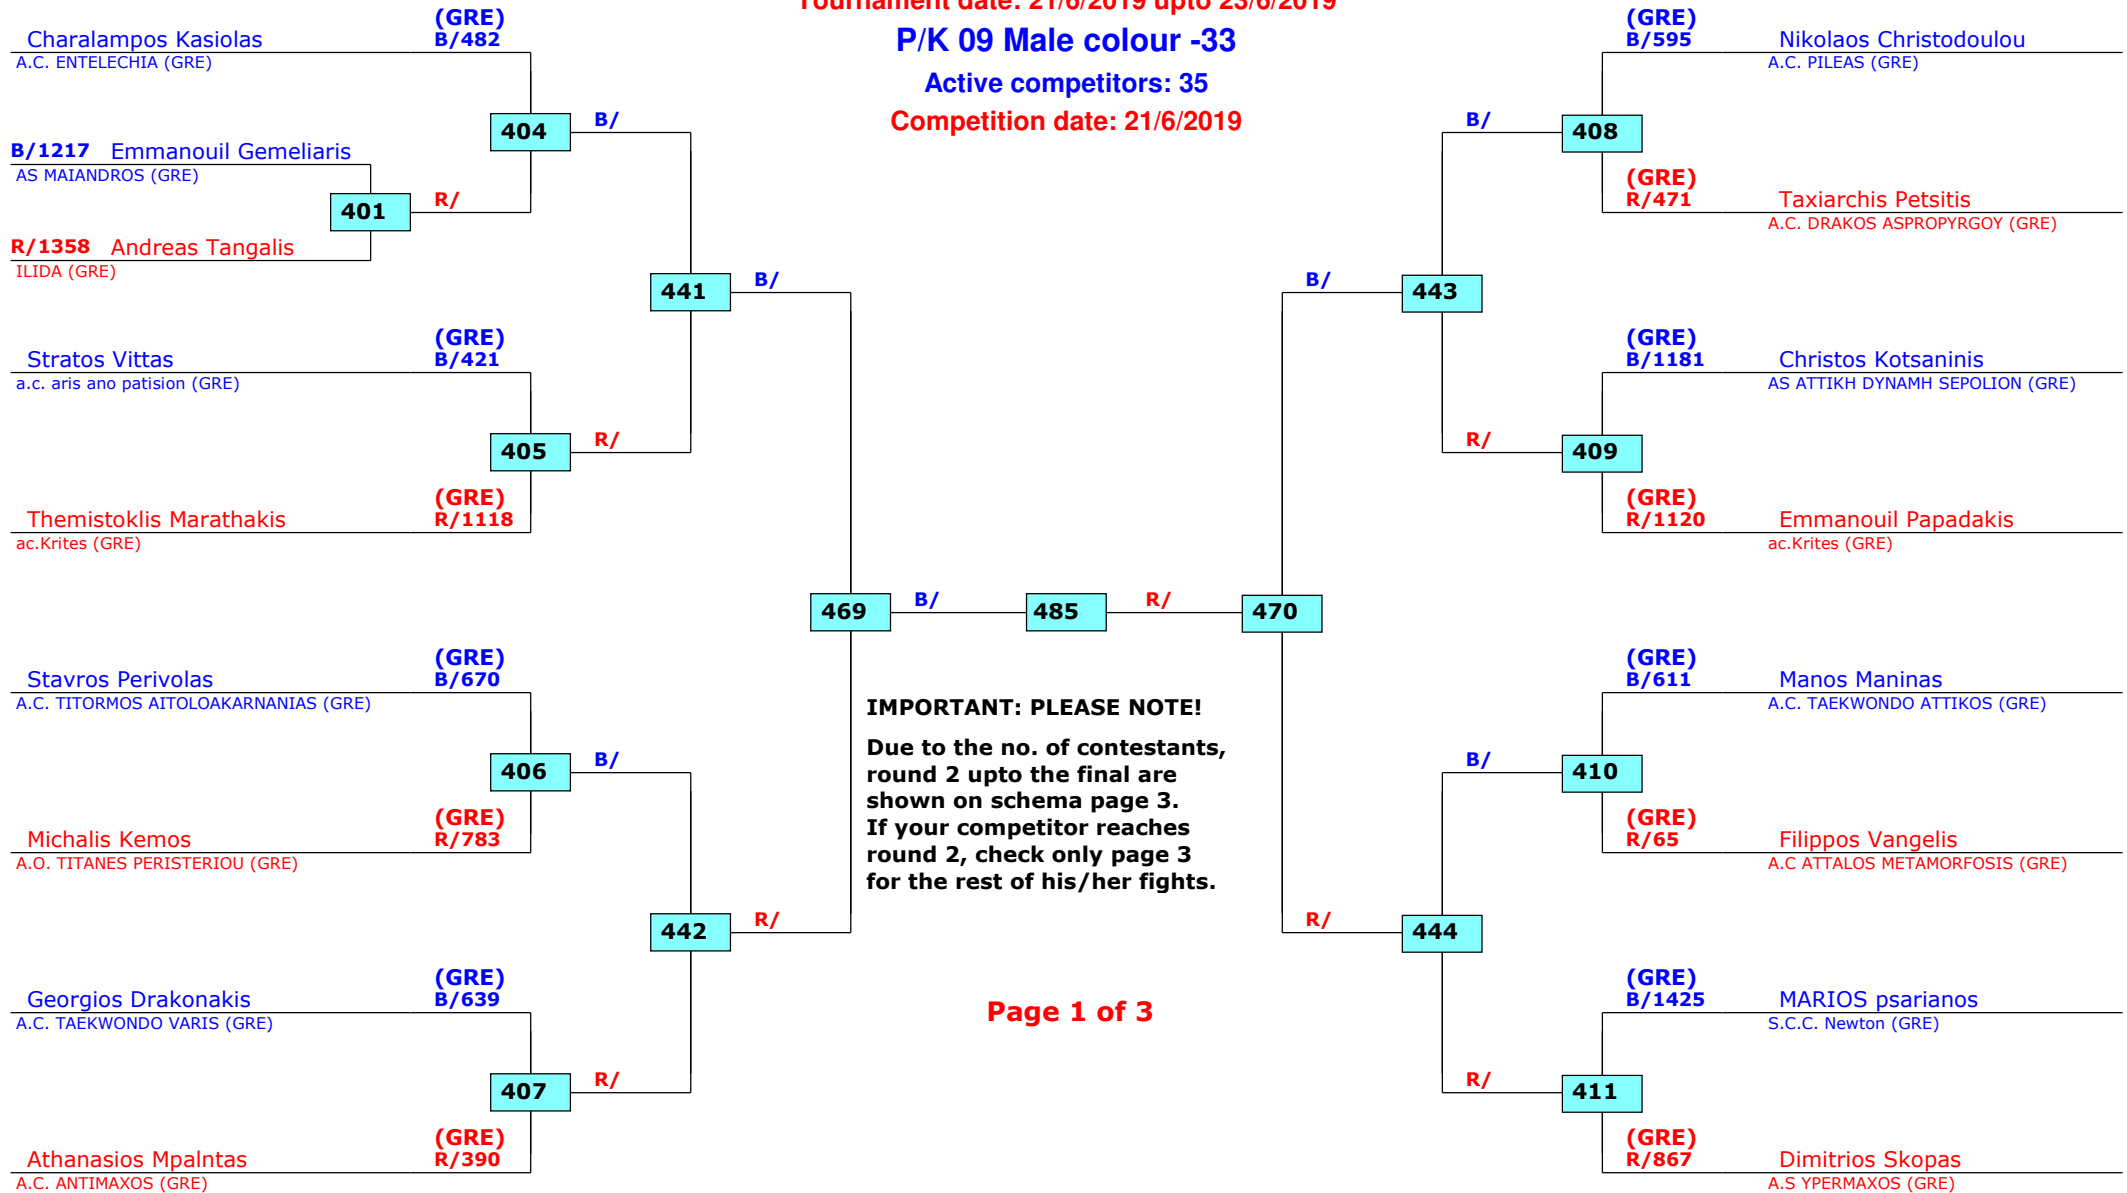 Tournament date: 21/6/2019 upto 23/6/2019
P/K 09 Male colour -33
Active competitors: 35
Competition date: 21/6/2019
(GRE)
Charalampos Kasiolas B/482
A.C. ENTELECHIA (GRE)
404 B/
B/1217 Emmanouil Gemeliaris
AS MAIANDROS (GRE)
401 R/
R/1358 Andreas Tangalis
ILIDA (GRE)
441 B/
(GRE)
Stratos Vittas B/421
a.c. aris ano patision (GRE)
405 R/
(GRE)
Themistoklis Marathakis R/1118
ac.Krites (GRE)
469 B/ 485 R/ 470
(GRE)
Stavros Perivolas B/670
A.C. TITORMOS AITOLOAKARNANIAS (GRE)
406 B/
(GRE)
Michalis Kemos R/783
A.O. TITANES PERISTERIOU (GRE)
442 R/
(GRE)
Georgios Drakonakis B/639
A.C. TAEKWONDO VARIS (GRE)
407 R/
(GRE)
Athanasios Mpalntas R/390
A.C. ANTIMAXOS (GRE)
IMPORTANT: PLEASE NOTE!
Due to the no. of contestants,
round 2 upto the final are
shown on schema page 3.
If your competitor reaches
round 2, check only page 3
for the rest of his/her fights.
Page 1 of 3
(GRE)
B/595 Nikolaos Christodoulou
A.C. PILEAS (GRE)
B/ 408
(GRE)
R/471 Taxiarchis Petsitis
A.C. DRAKOS ASPROPYRGOY (GRE)
B/ 443
(GRE)
B/1181 Christos Kotsaninis
AS ATTIKH DYNAMH SEPOLION (GRE)
R/ 409
(GRE)
R/1120 Emmanouil Papadakis
ac.Krites (GRE)
(GRE)
B/611 Manos Maninas
A.C. TAEKWONDO ATTIKOS (GRE)
B/ 410
(GRE)
R/65 Filippos Vangelis
A.C ATTALOS METAMORFOSIS (GRE)
R/ 444
(GRE)
B/1425 MARIOS psarianos
S.C.C. Newton (GRE)
R/ 411
(GRE)
R/867 Dimitrios Skopas
A.S YPERMAXOS (GRE)